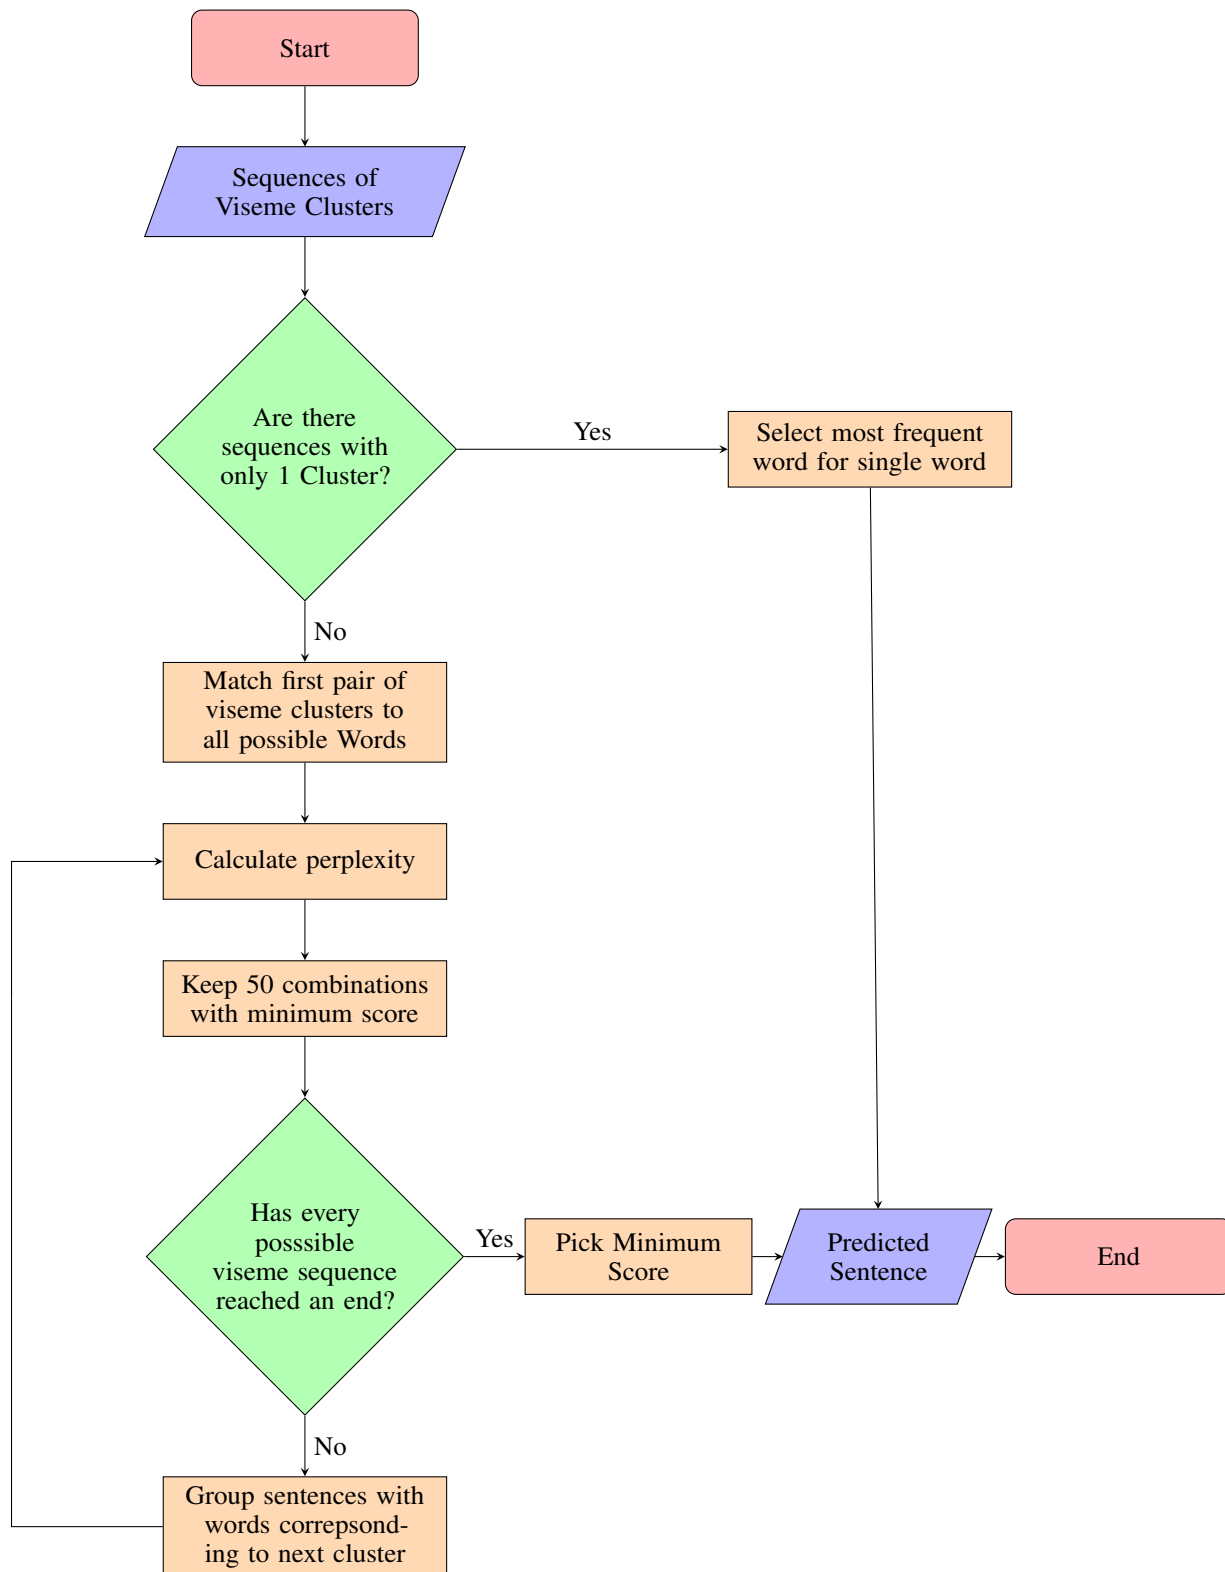 Start
Sequences of
Viseme Clusters
Are there
sequences with
only 1 Cluster?
Yes
Select most frequent
word for single word
No
Match first pair of
viseme clusters to
all possible Words
Calculate perplexity
Keep 50 combinations
with minimum score
Has every
posssible
viseme sequence
reached an end?
Yes
Pick Minimum
Score
Predicted
Sentence
End
No
Group sentences with
words correpsond-
ing to next cluster